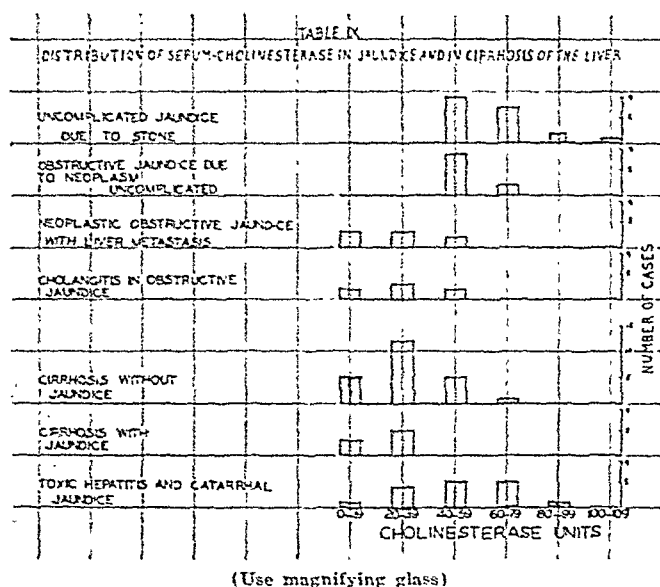 TABLE IX
DISTRIBUTION OF SERUM-CHOLINESTERASE IN JAUNDICE AND IN CIRRHOSIS OF THE LIVER
UNCOMPLICATED JAUNDICE
DUE TO STONE
OBSTRUCTIVE JAUNDICE DUE
TO NEOPLASM
UNCOMPLICATED
NEOPLASTIC OBSTRUCTIVE JAUNDICE
WITH LIVER METASTASIS
CHOLANGITIS IN OBSTRUCTIVE
JAUNDICE
CIRRHOSIS WITHOUT
JAUNDICE
CIRRHOSIS WITH
JAUNDICE
TOXIC HEPATITIS AND CATARRHAL
JAUNDICE
NUMBER OF CASES
0-19 20-39 40-59 60-79 80-99 100-109
CHOLINESTERASE UNITS
(Use magnifying glass)